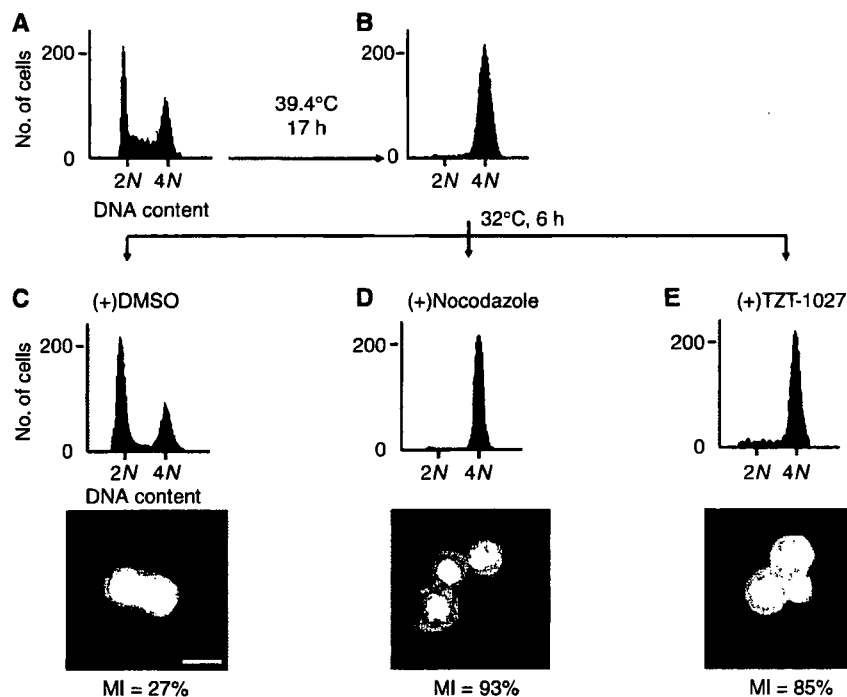 A
No. of cells
200
0
2N 4N
DNA content
39.4°C
17 h
B
200
0
2N 4N
32°C, 6 h
C (+)DMSO
No. of cells
200
0
2N 4N
DNA content
MI = 27%
D (+)Nocodazole
200
0
2N 4N
MI = 93%
E (+)TZT-1027
200
0
2N 4N
MI = 85%